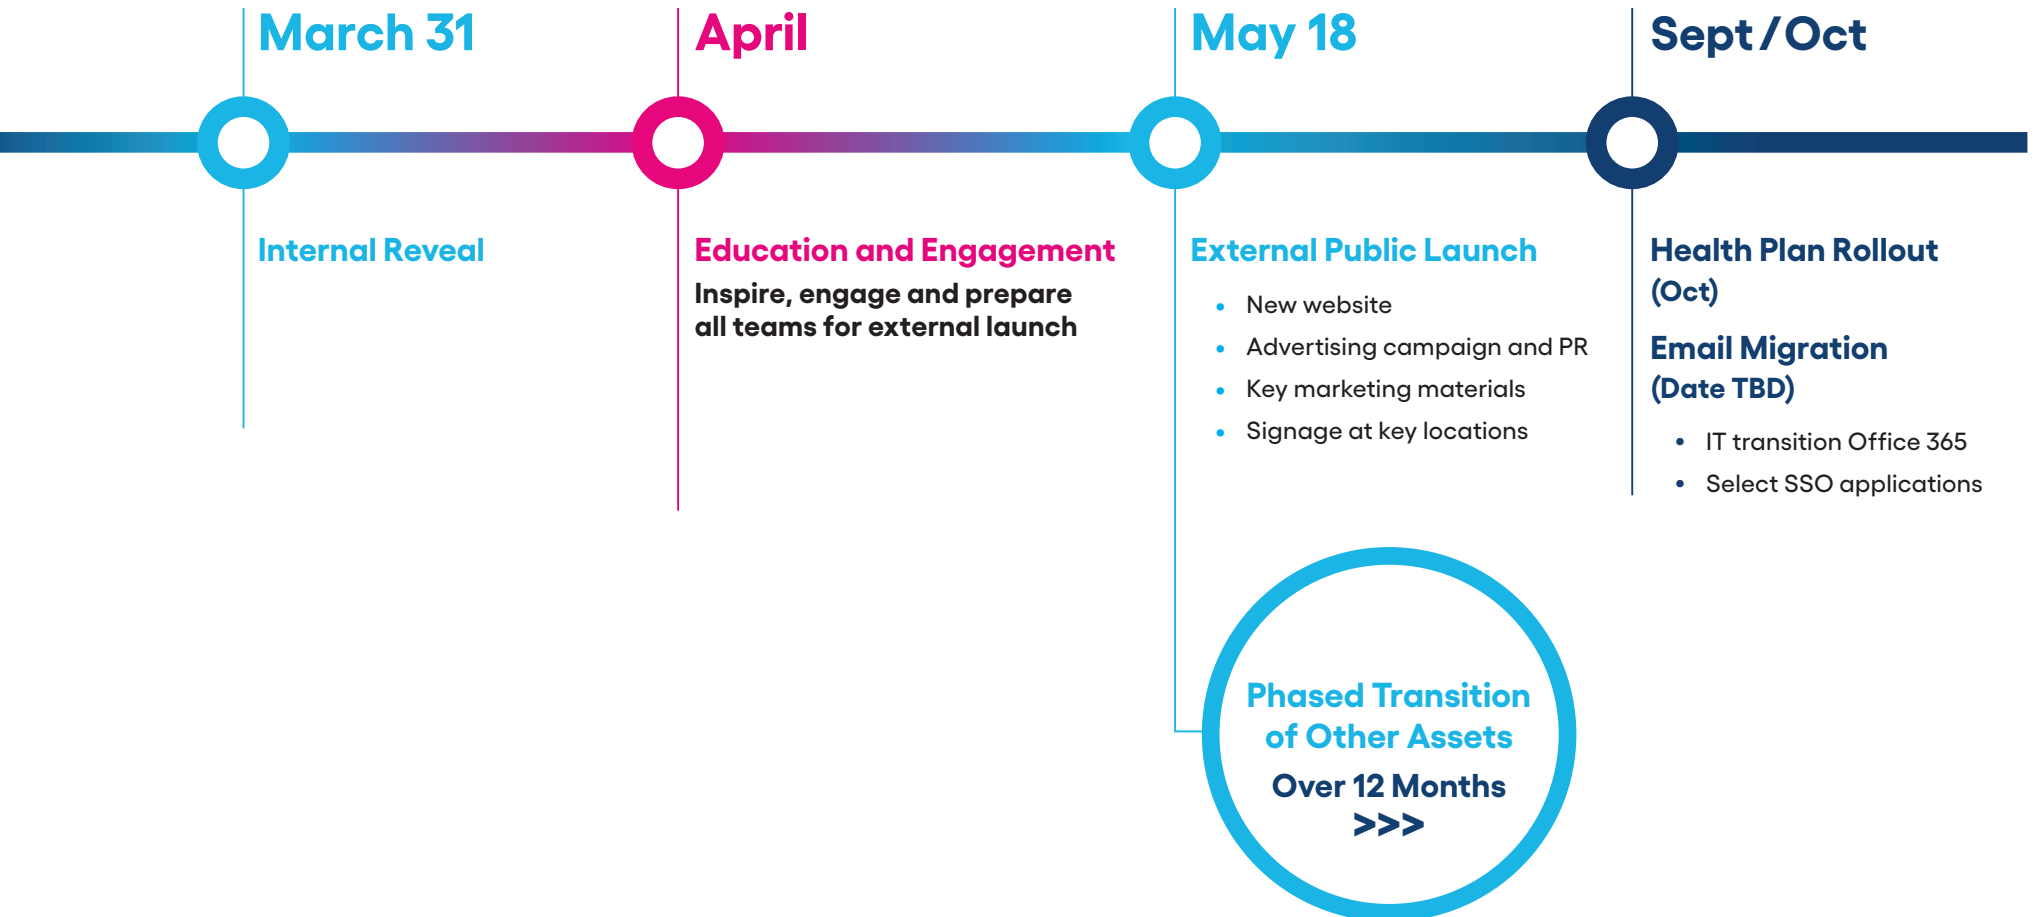 March 31
Internal Reveal
April
Education and Engagement
Inspire, engage and prepare
all teams for external launch
May 18
External Public Launch
• New website
• Advertising campaign and PR
• Key marketing materials
• Signage at key locations
Phased Transition
of Other Assets
Over 12 Months
>>>
Sept/Oct
Health Plan Rollout
(Oct)
Email Migration
(Date TBD)
• IT transition Office 365
• Select SSO applications